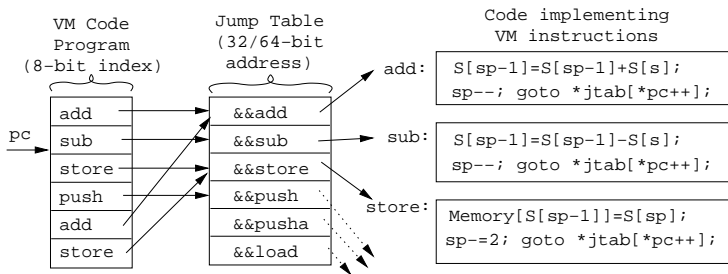 VM Code
Program
(8-bit index)
Jump Table
(32/64-bit
address)
Code implementing
VM instructions
pc
add
sub
store
push
add
store
&&add
&&sub
&&store
&&push
&&pusha
&&load
add:
S[sp-1]=S[sp-1]+S[s];
sp--; goto *jtab[*pc++];
sub:
S[sp-1]=S[sp-1]-S[s];
sp--; goto *jtab[*pc++];
store:
Memory[S[sp-1]]=S[sp];
sp-=2; goto *jtab[*pc++];